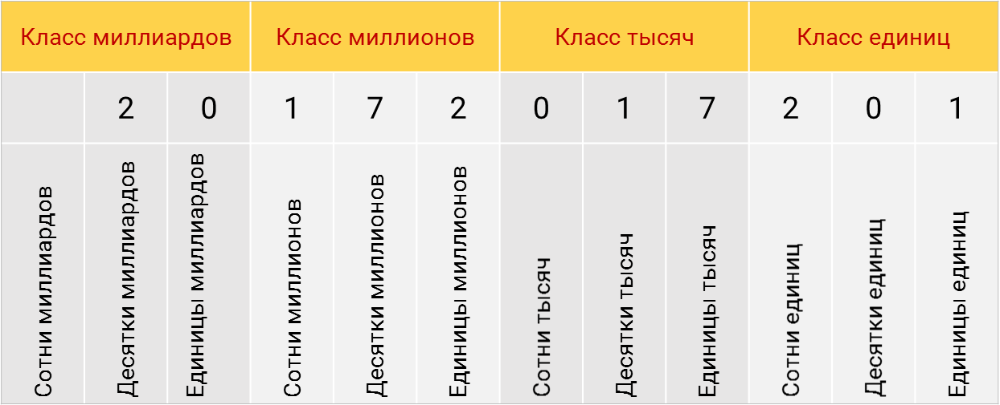 Класс миллиардов Класс миллионов Класс тысяч Класс единиц
2 0 1 7 2 0 1 7 2 0 1
Сотни миллиардов
Десятки миллиардов
Единицы миллиардов
Сотни миллионов
Десятки миллионов
Единицы миллионов
Сотни тысяч
Десятки тысяч
Единицы тысяч
Сотни единиц
Десятки единиц
Единицы единиц